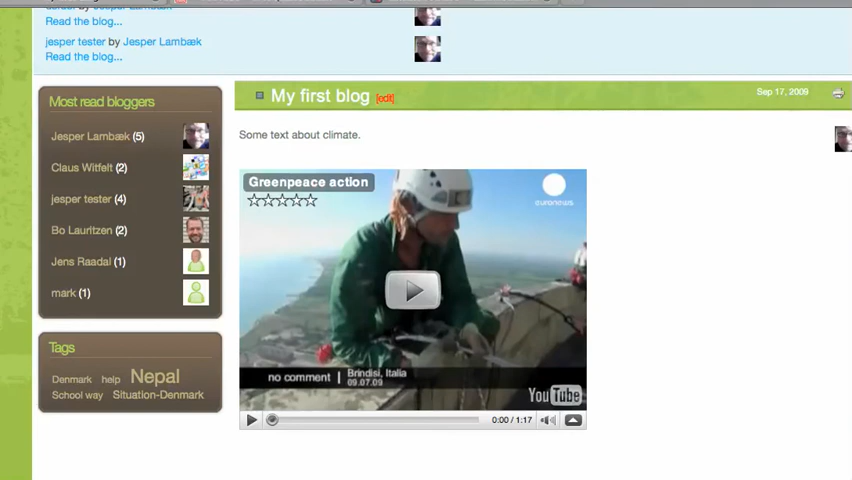 by Jesper Lambæk
Read the blog...
jesper tester by Jesper Lambæk
Read the blog...
Most read bloggers
Jesper Lambæk (5)
Claus Witfelt (2)
jesper tester (4)
Bo Lauritzen (2)
Jens Raadal (1)
mark (1)
Tags
Denmark help Nepal
School way Situation-Denmark
My first blog [edit]
Sep 17, 2009
Some text about climate.
Greenpeace action
euronews
no comment | Brindisi, Italia
09.07.09
YouTube
0:00 / 1:17